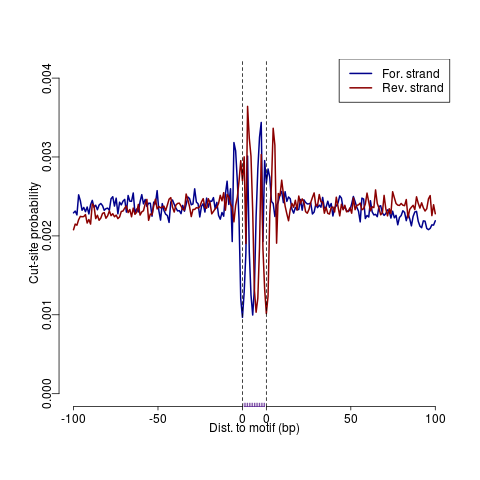 For. strand
Rev. strand
Cut-site probability
0.004
0.003
0.002
0.001
0.000
-100 -50 0 0 50 100
Dist. to motif (bp)